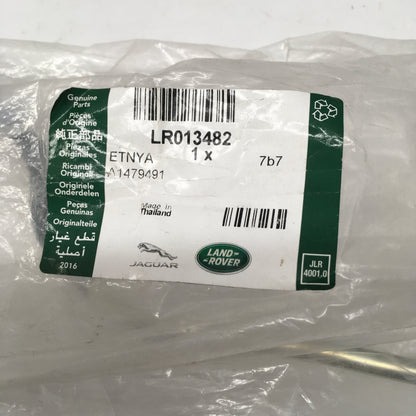 Genuine
Parts
Pièces
d'Origine
純正部品
Piezas
Originales
Ricambi
Originali
Originele
Onderdelen
Peças
Genuínas
Originalteile
قطع غيار
أصلية
2016
LR013482
1 x
ETNYA
7b7
A1479491
Made in
Thailand
JAGUAR
LAND-
-ROVER
JLR
4001.0